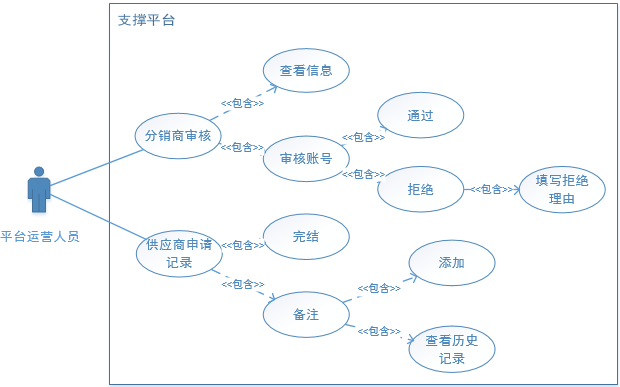 支撑平台
查看信息
<<包含>>
分销商审核
通过
<<包含>>
<<包含>>
审核账号
<<包含>>
拒绝
<<包含>>
填写拒绝
理由
平台运营人员
供应商申请
记录
<<包含>>
完结
<<包含>>
添加
<<包含>>
备注
<<包含>>
查看历史
记录